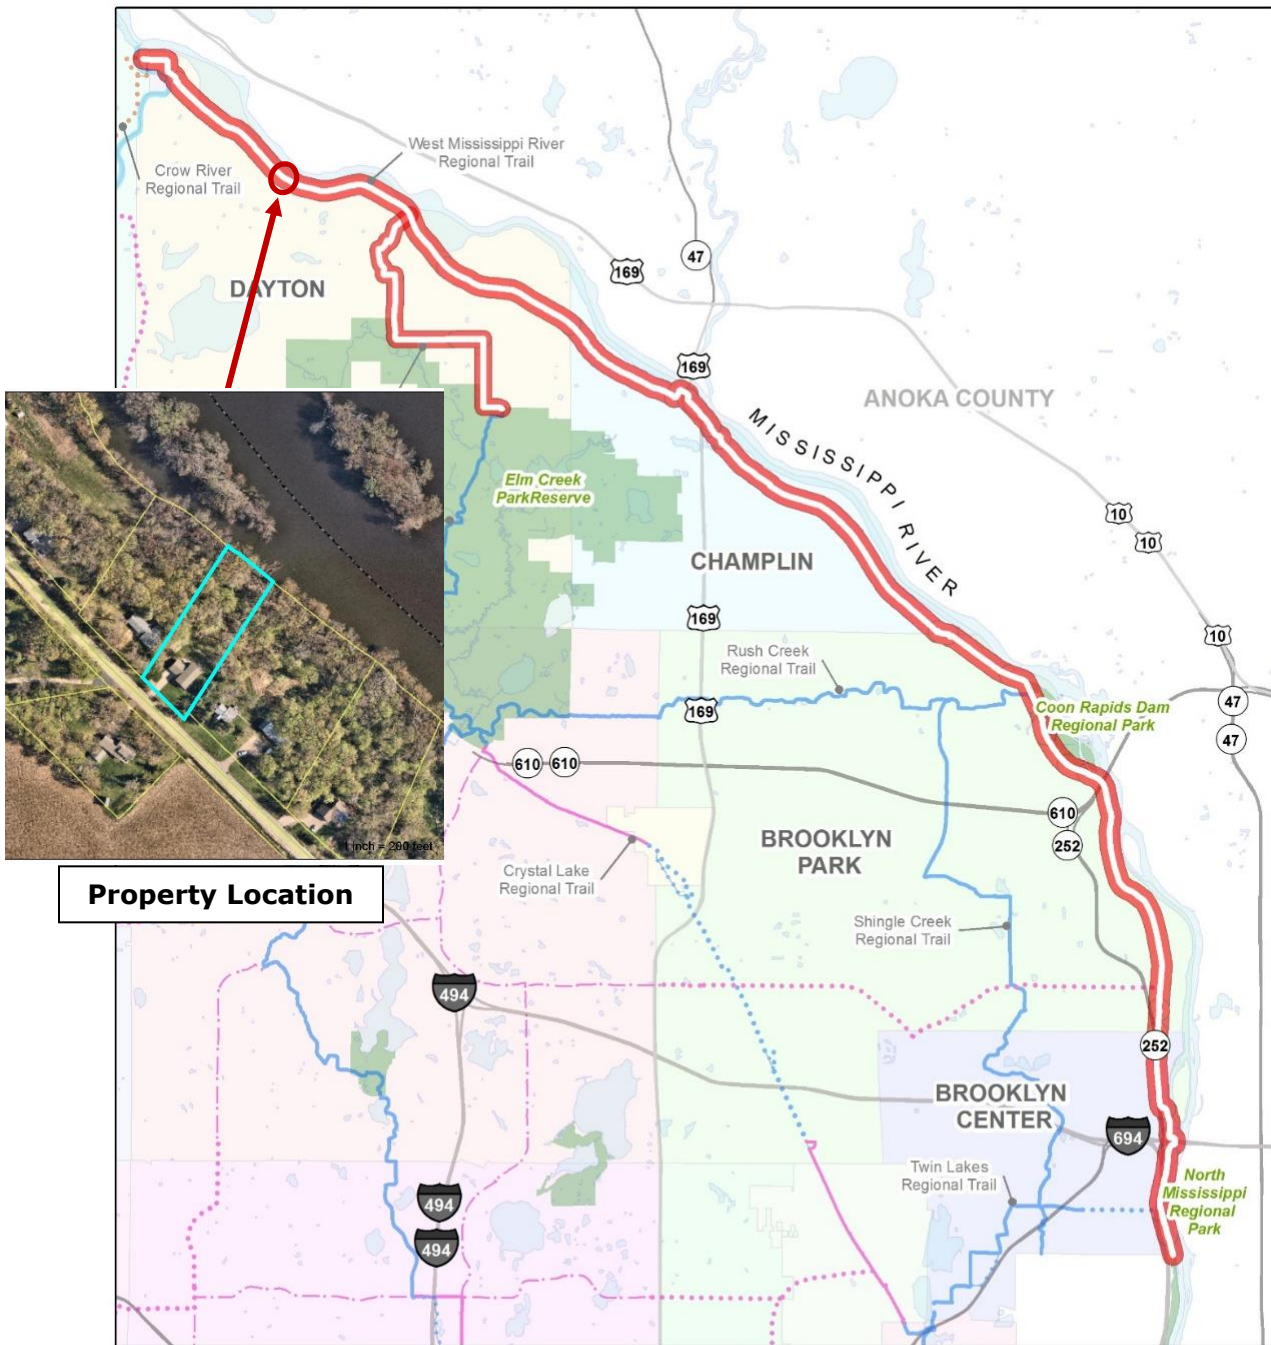 West Mississippi River
Regional Trail
Crow River
Regional Trail
47
169
DAYTON
169
ANOKA COUNTY
MISSISSIPPI RIVER
Elm Creek
ParkReserve
10
10
CHAMPLIN
169
10
Rush Creek
Regional Trail
47
169
Coon Rapids Dam
Regional Park
47
610
610
610
252
BROOKLYN
PARK
1 inch = 200 feet
Property Location
Crystal Lake
Regional Trail
Shingle Creek
Regional Trail
494
252
BROOKLYN
CENTER
694
Twin Lakes
Regional Trail
North
Mississippi
Regional
Park
494
494